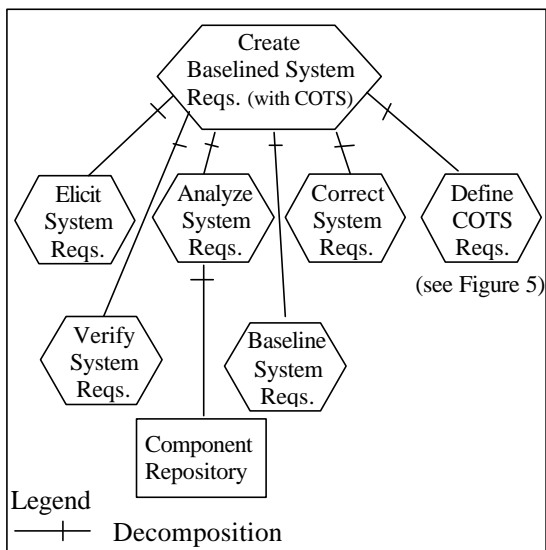 Create
Baselined System
Reqs. (with COTS)
Elicit
System
Reqs.
Analyze
System
Reqs.
Correct
System
Reqs.
Define
COTS
Reqs.
(see Figure 5)
Verify
System
Reqs.
Baseline
System
Reqs.
Component
Repository
Legend
Decomposition